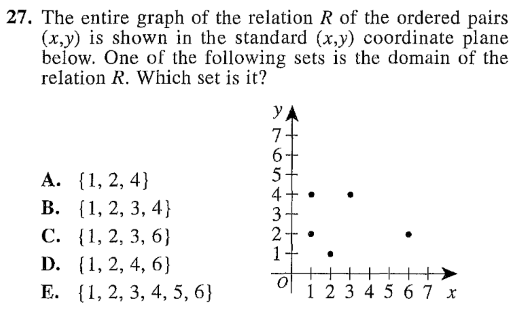 27. The entire graph of the relation R of the ordered pairs
(x,y) is shown in the standard (x,y) coordinate plane
below. One of the following sets is the domain of the
relation R. Which set is it?
A. {1, 2, 4}
B. {1, 2, 3, 4}
C. {1, 2, 3, 6}
D. {1, 2, 4, 6}
E. {1, 2, 3, 4, 5, 6}
y
7
6
5
4
3
2
1
O
1 2 3 4 5 6 7 x